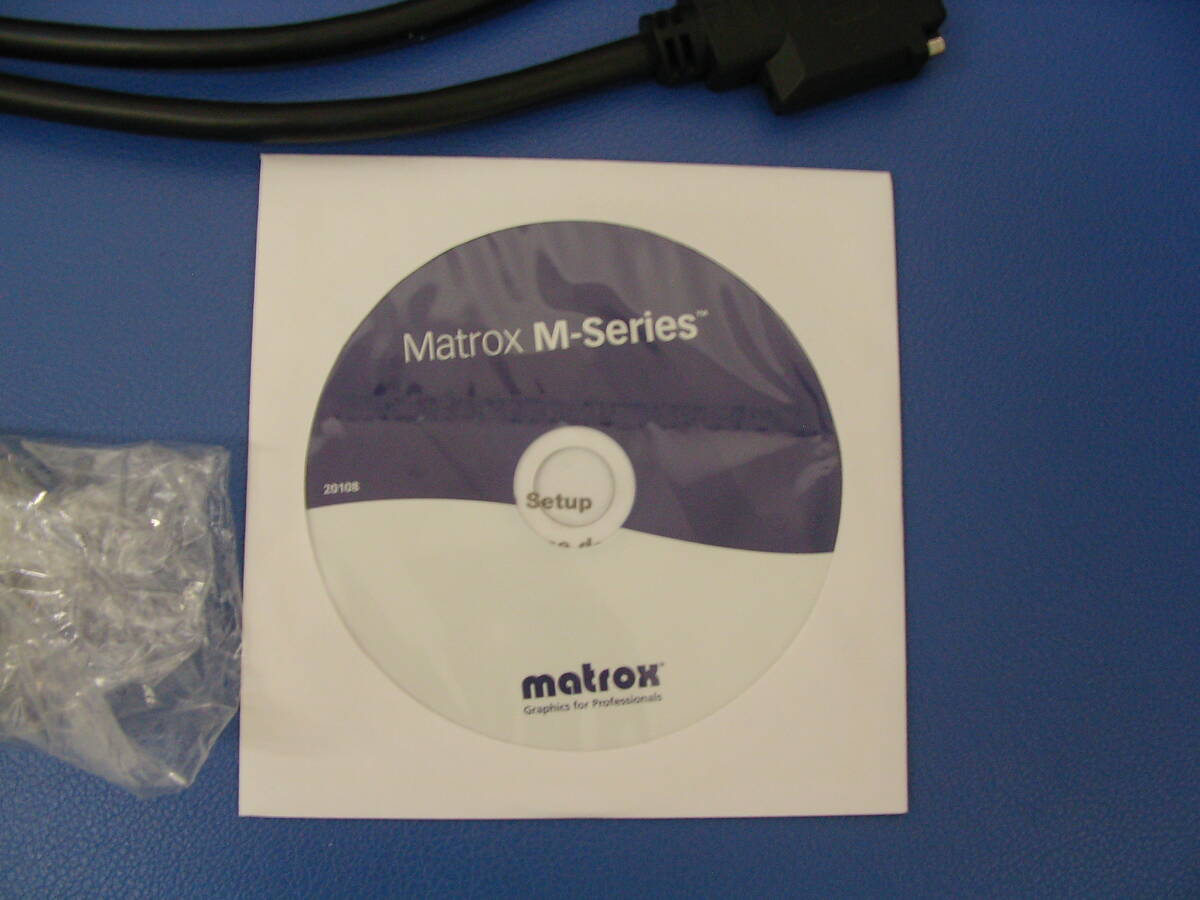 Matrox M-Series™
20108
Setup
matrox
Graphics for Professionals